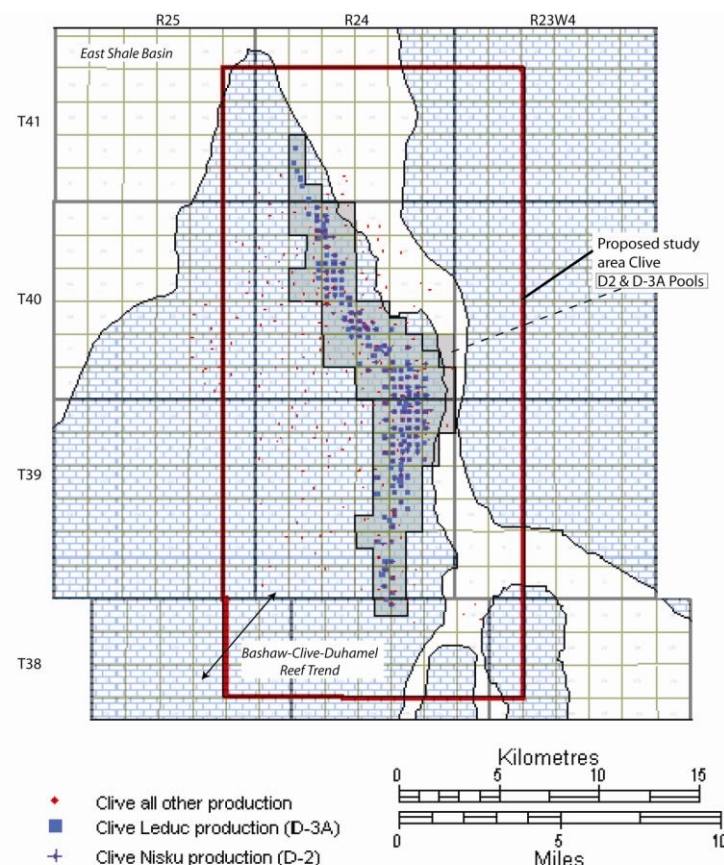 R25 R24 R23W4
East Shale Basin
T41
Proposed study
area Clive
D2 & D-3A Pools
T40
T39
Bashaw-Clive-Duhamel
Reef Trend
T38
Kilometres
0 5 10 15
Clive all other production
Clive Leduc production (D-3A)
0 5 10
Clive Nisku production (D-2)
Miles